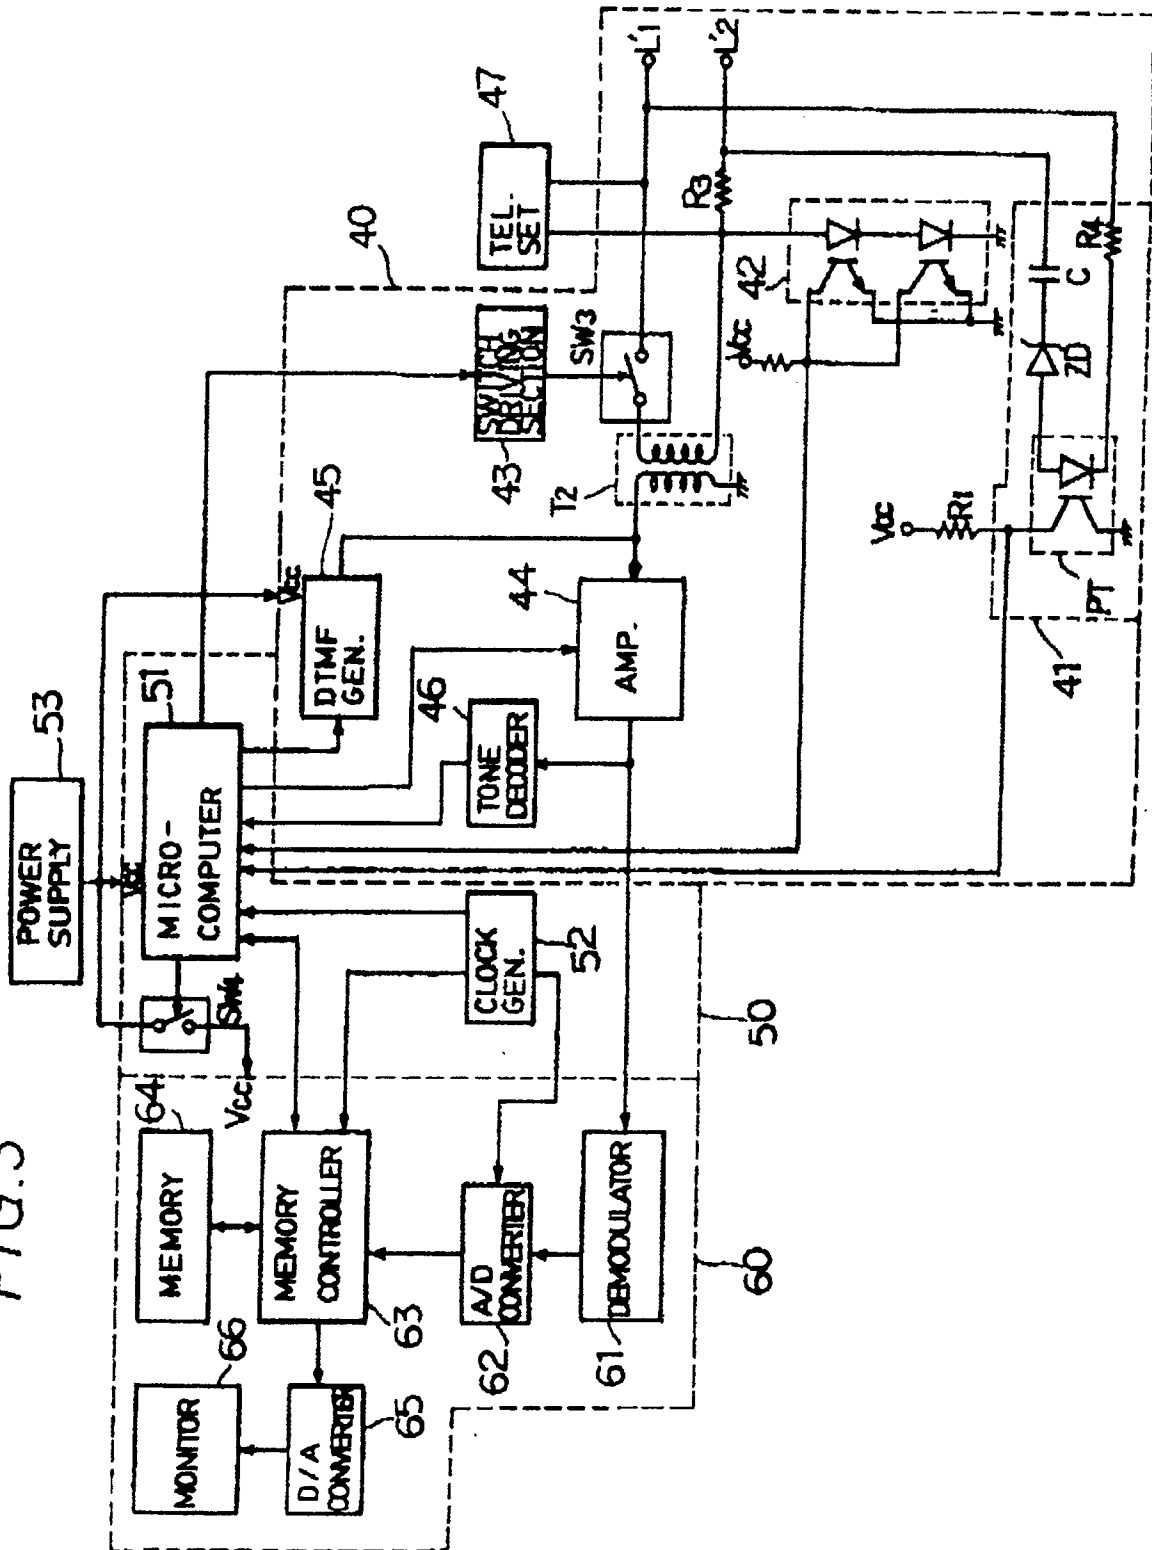 FIG.
POWER
SUPPLY
53
Vcc
MICRO-
COMPUTER
51
SW4
Vcc
MEMORY
64
MONITOR
66
MEMORY
CONTROLLER
63
D/A
CONVERTER
65
A/D
CONVERTER
62
DEMODULATOR
61
60
50
CLOCK
GEN.
52
TONE
DECODER
46
DTMF
GEN.
45
Vcc
AMP.
44
40
SWITCH
DRIVING
SECTION
43
TEL-
SET
47
SW3
T2
L'1
L'2
R3
42
Vcc
R4
C
ZD
Vcc
R1
PT
41